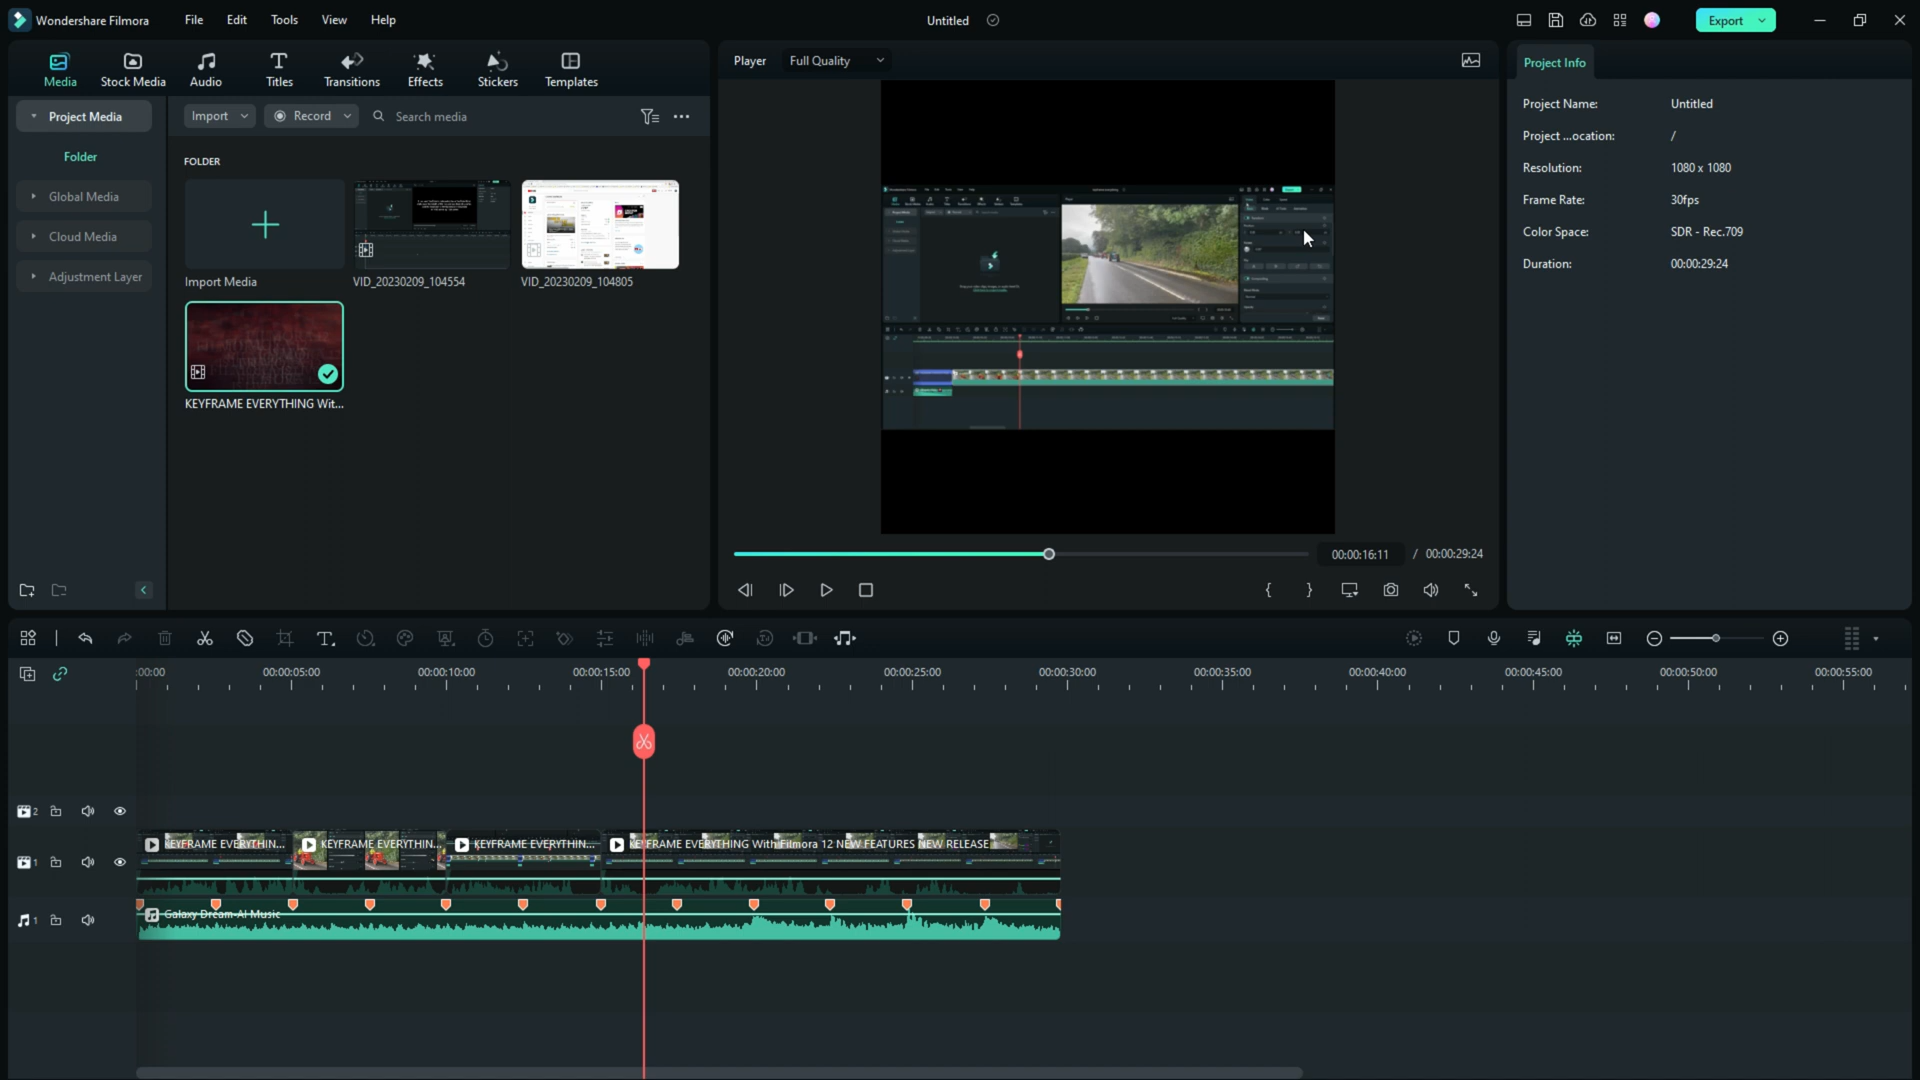 Wondershare Filmora
File
Edit
Tools
View
Help
Untitled
Export
Media
Stock Media
Audio
Titles
Transitions
Effects
Stickers
Templates
Player
Full Quality
Project Info
Project Media
Import
Record
Search media
Project Name:
Untitled
Folder
FOLDER
Project ...ocation:
/
Global Media
Resolution:
1080 x 1080
Cloud Media
Frame Rate:
30fps
Adjustment Layer
Color Space:
SDR - Rec.709
Import Media
VID_20230209_104554
VID_20230209_104805
Duration:
00:00:29:24
KEYFRAME EVERYTHING Wit...
00:00:16:11
/ 00:00:29:24
:00:00
00:00:05:00
00:00:10:00
00:00:15:00
00:00:20:00
00:00:25:00
00:00:30:00
00:00:35:00
00:00:40:00
00:00:45:00
00:00:50:00
00:00:55:00
2
1
KEYFRAME EVERYTHIN...
KEYFRAME EVERYTHIN...
KEYFRAME EVERYTHIN...
KEYFRAME EVERYTHING With Filmora 12 NEW FEATURES NEW RELEASE
1
Galaxy Dream-AI Music